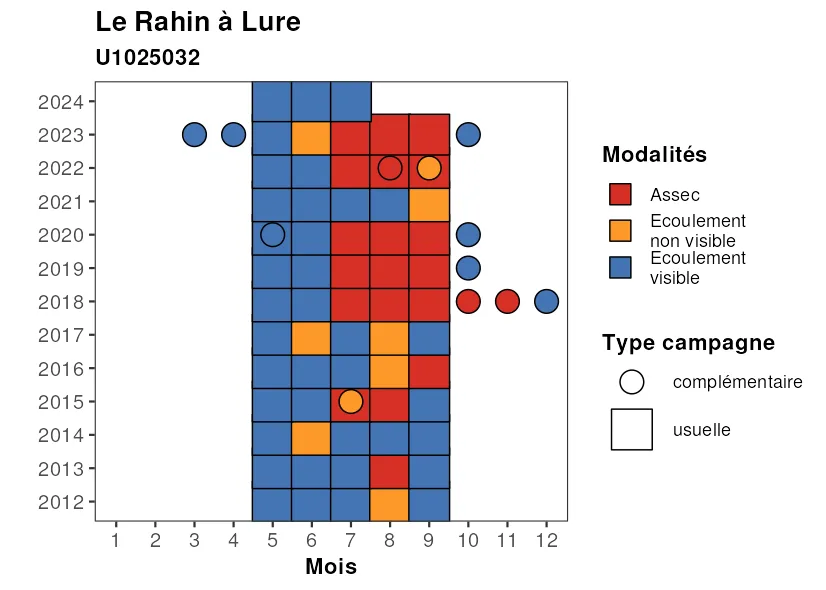 Le Rahin à Lure
U1025032
2024
2023
2022
2021
2020
2019
2018
2017
2016
2015
2014
2013
2012
1 2 3 4 5 6 7 8 9 10 11 12
Mois
Modalités
Assec
Ecoulement
non visible
Ecoulement
visible
Type campagne
complémentaire
usuelle